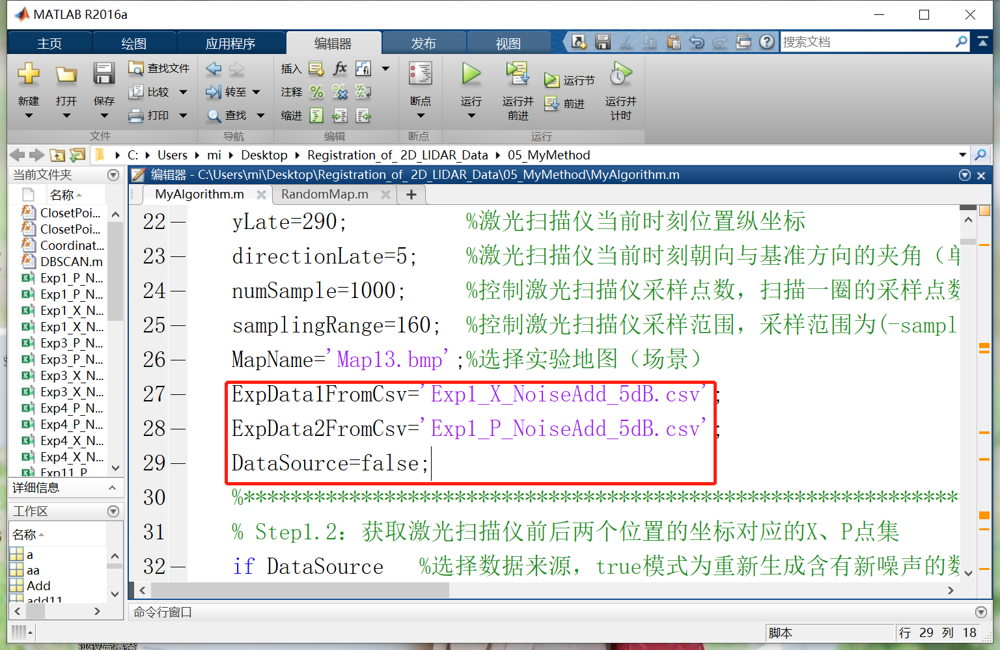 MATLAB R2016a
主页 绘图 应用程序 编辑器 发布 视图 搜索文档
新建 打开 保存 查找文件 比较 打印
转至 查找
插入 fx fi
注释
缩进
断点
运行 运行并前进 运行节 前进 运行并计时
文件 导航 编辑 断点 运行
C: Users mi Desktop Registration_of_ 2D_LIDAR_Data 05_MyMethod
当前文件夹
名称
ClosetPoi...
ClosetPoi...
Coordinat...
DBSCAN.m
Exp1_P_N...
Exp1_P_N...
Exp1_X_N...
Exp1_X_N...
Exp3_P_N...
Exp3_P_N...
Exp3_X_N...
Exp3_X_N...
Exp4_P_N...
Exp4_P_N...
Exp4_X_N...
Exp4_X_N...
Exp11_P
详细信息
工作区
名称
a
aa
Add
add11
编辑器 - C:\Users\mi\Desktop\Registration_of_ 2D_LIDAR_Data\05_MyMethod\MyAlgorithm.m
MyAlgorithm.m RandomMap.m
22 yLate=290; %激光扫描仪当前时刻位置纵坐标
23 directionLate=5; %激光扫描仪当前时刻朝向与基准方向的夹角（单
24 numSample=1000; %控制激光扫描仪采样点数，扫描一圈的采样点数
25 samplingRange=160; %控制激光扫描仪采样范围，采样范围为(-sampl
26 MapName='Map13.bmp';%选择实验地图（场景）
27 ExpData1FromCsv='Exp1_X_NoiseAdd_5dB.csv';
28 ExpData2FromCsv='Exp1_P_NoiseAdd_5dB.csv';
29 DataSource=false;
30 %**************************************************************
31 % Step1.2：获取激光扫描仪前后两个位置的坐标对应的X、P点集
32 if DataSource %选择数据来源，true模式为重新生成含有新噪声的数
命令行窗口
脚本 行 29 列 18